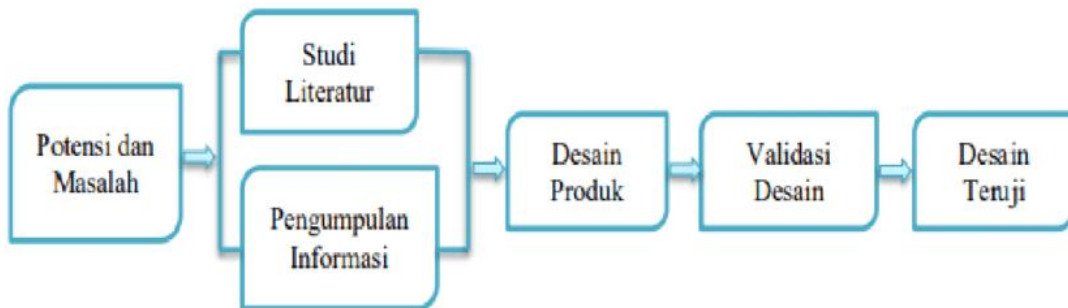 Potensi dan
Masalah
Studi
Literatur
Pengumpulan
Informasi
Desain
Produk
Validasi
Desain
Desain
Teruji